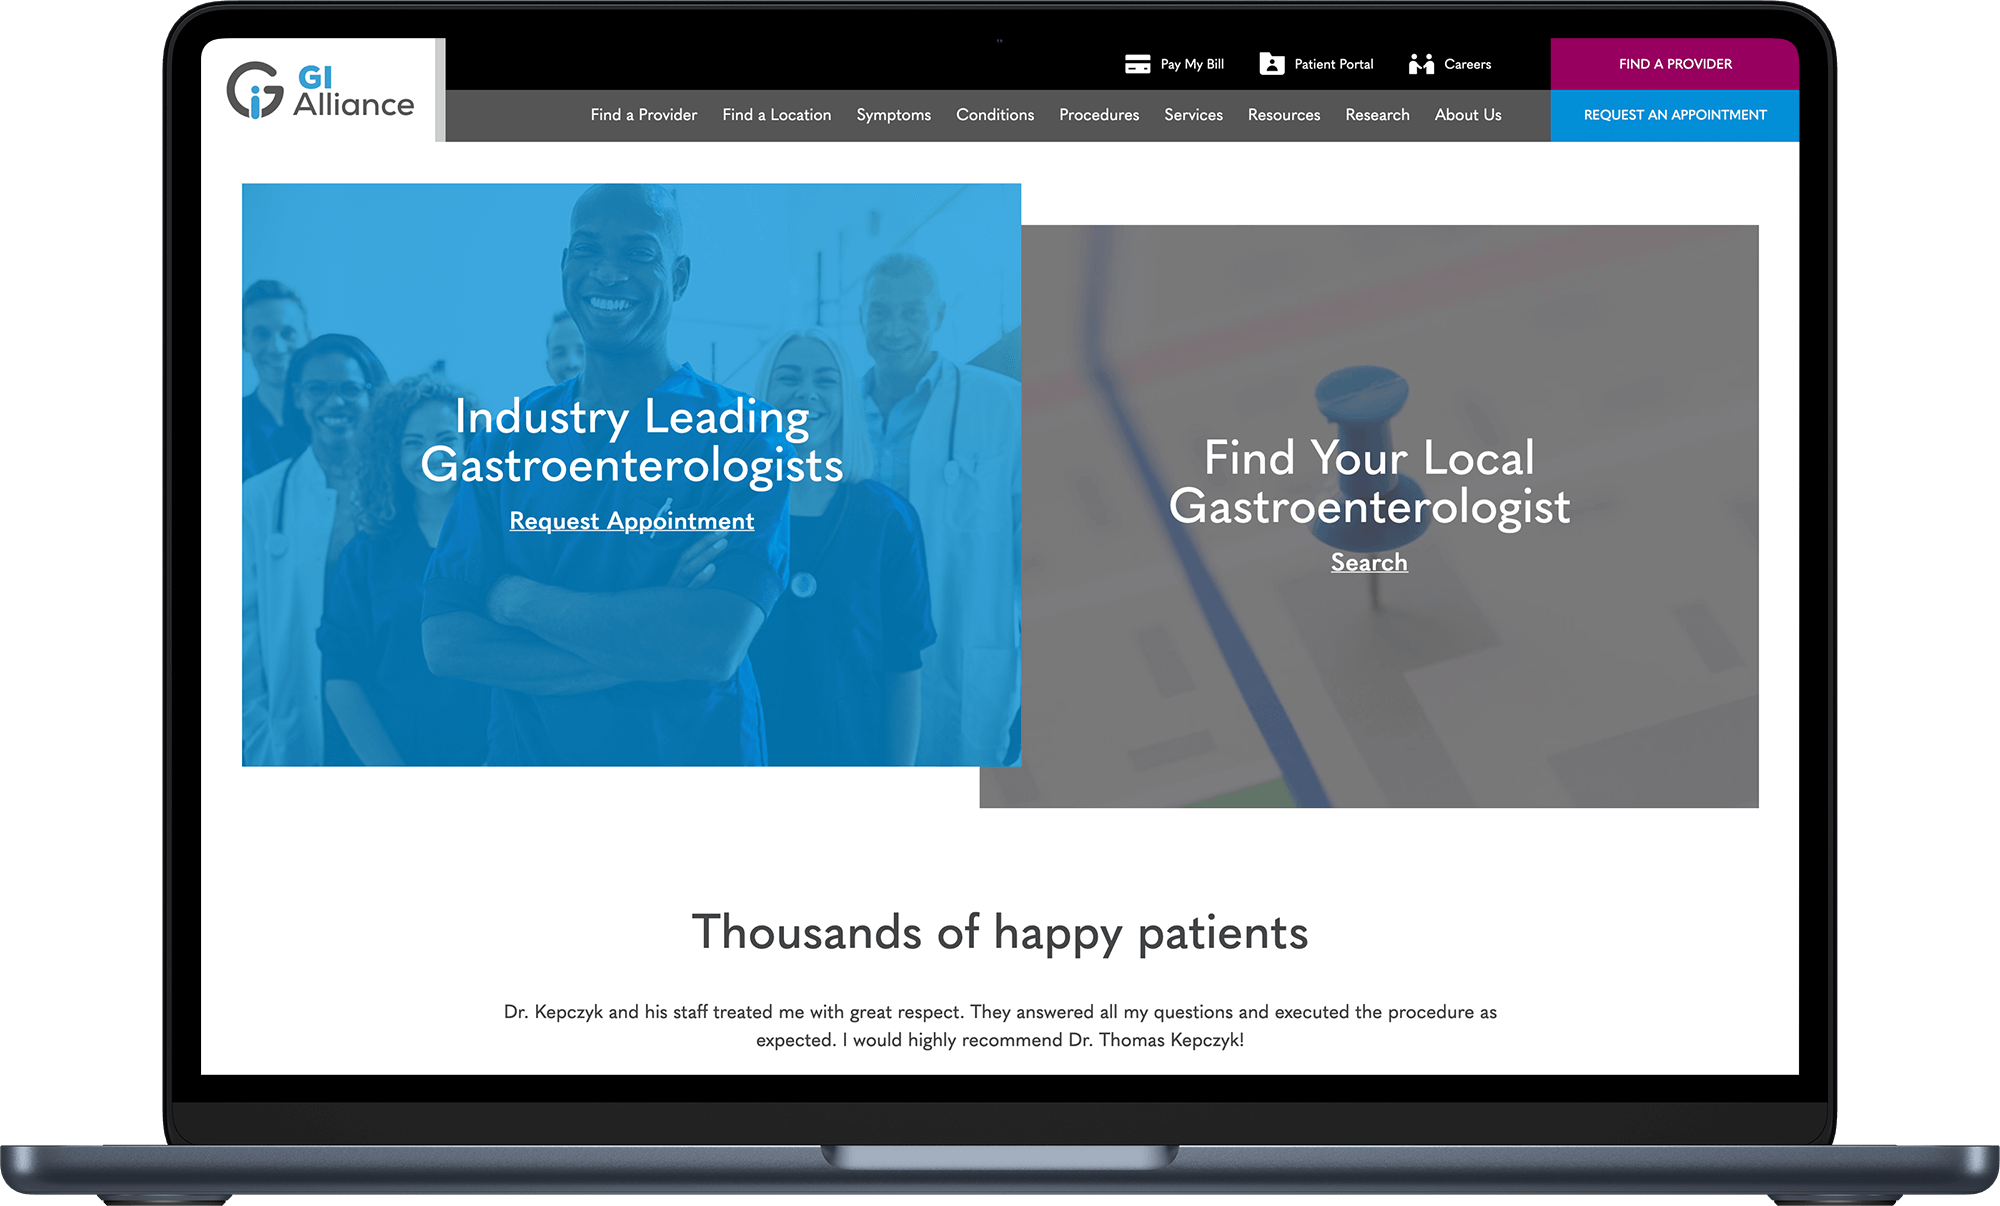 GI
Alliance
Pay My Bill
Patient Portal
Careers
FIND A PROVIDER
Find a Provider
Find a Location
Symptoms
Conditions
Procedures
Services
Resources
Research
About Us
REQUEST AN APPOINTMENT
Industry Leading
Gastroenterologists
Request Appointment
Find Your Local
Gastroenterologist
Search
Thousands of happy patients
Dr. Kepczyk and his staff treated me with great respect. They answered all my questions and executed the procedure as
expected. I would highly recommend Dr. Thomas Kepczyk!